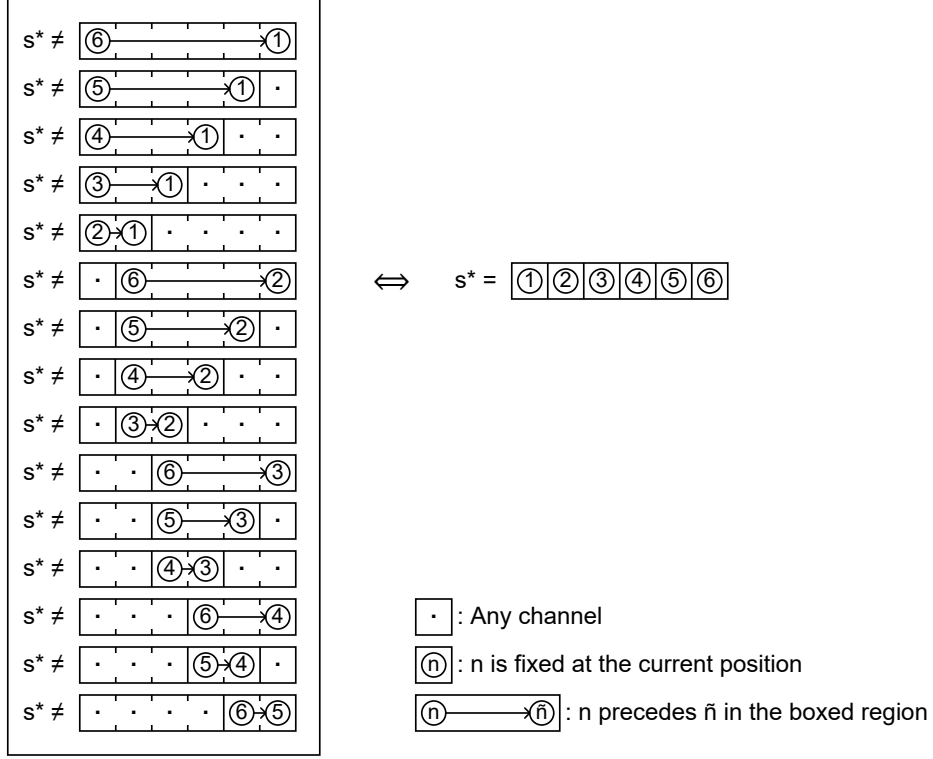 s* ≠ 6 1
s* ≠ 5 1 ·
s* ≠ 4 1 · ·
s* ≠ 3 1 · · ·
s* ≠ 2 1 · · · ·
s* ≠ · 6 2
⇔ s* = 1 2 3 4 5 6
s* ≠ · 5 2 ·
s* ≠ · 4 2 · ·
s* ≠ · 3 2 · · ·
s* ≠ · · 6 3
s* ≠ · · 5 3 ·
s* ≠ · · 4 3 · ·
s* ≠ · · · 6 4
· : Any channel
s* ≠ · · · 5 4 ·
n : n is fixed at the current position
s* ≠ · · · · 6 5
n ñ : n precedes ñ in the boxed region